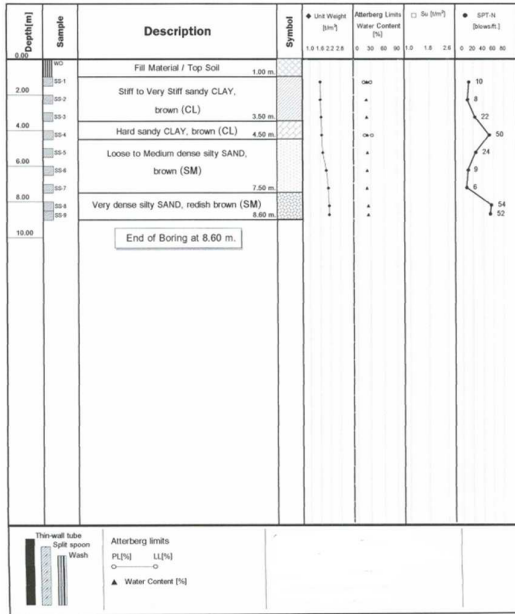 Depth[m]
Sample
Description
Symbol
Unit Weight
[t/m³]
1.0 1.6 2.2 2.8
Atterberg Limits
Water Content
[%]
0 30 60 90
Su [t/m²]
1.0 1.8 2.6
SPT-N
[blows/ft.]
0 20 40 60 80
0.00
WO
Fill Material / Top Soil
1.00 m.
SS-1
10
2.00
Stiff to Very Stiff sandy CLAY,
SS-2
8
brown (CL)
SS-3
3.50 m.
22
4.00
SS-4
Hard sandy CLAY, brown (CL)
4.50 m.
50
SS-5
Loose to Medium dense silty SAND,
24
6.00
SS-6
brown (SM)
9
SS-7
7.50 m.
6
8.00
SS-8
Very dense silty SAND, redish brown (SM)
54
SS-9
8.60 m.
52
10.00
End of Boring at 8.60 m.
Thin-wall tube
Split spoon
Wash
Atterberg limits
PL[%] LL[%]
Water Content [%]